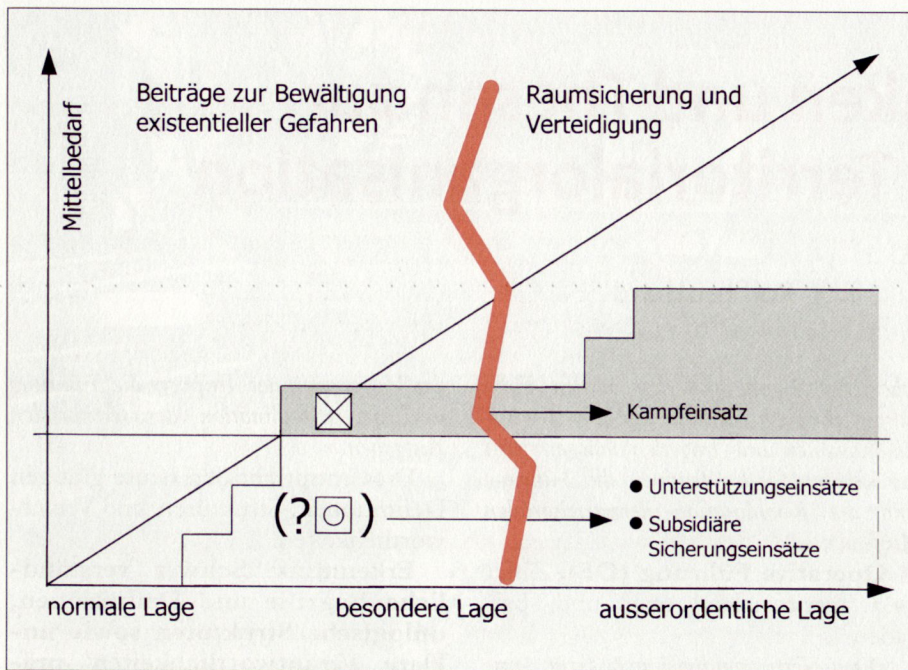 Beiträge zur Bewältigung
existentieller Gefahren
Raumsicherung und
Verteidigung
Mittelbedarf
Kampfeinsatz
(?)
Unterstützungseinsätze
Subsidiäre
Sicherungseinsätze
normale Lage
besondere Lage
ausserordentliche Lage